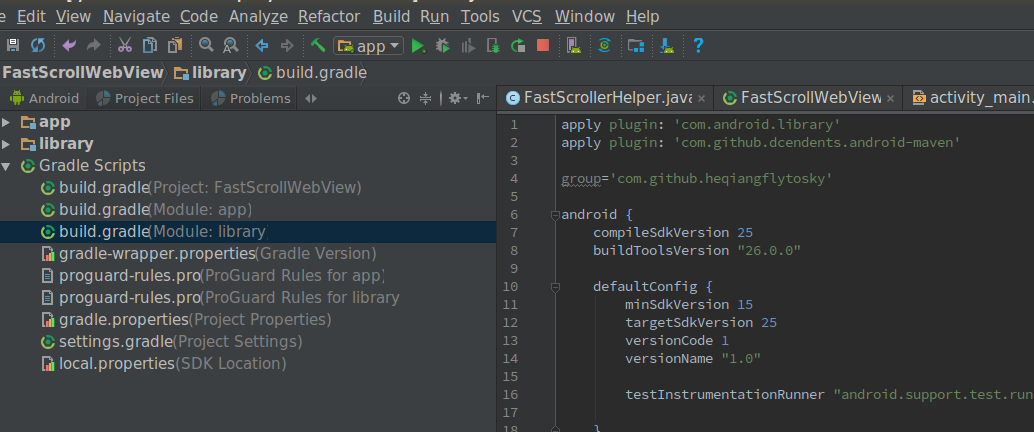 e Edit View Navigate Code Analyze Refactor Build Run Tools VCS Window Help
app
FastScrollWebView library build.gradle
Android Project Files Problems
FastScrollerHelper.java × FastScrollWebView × activity_main.
app
library
Gradle Scripts
build.gradle (Project: FastScrollWebView)
build.gradle (Module: app)
build.gradle (Module: library
gradle-wrapper.properties (Gradle Version)
proguard-rules.pro (ProGuard Rules for app)
proguard-rules.pro (ProGuard Rules for library
gradle.properties (Project Properties)
settings.gradle (Project Settings)
local.properties (SDK Location)
1 apply plugin: 'com.android.library'
2 apply plugin: 'com.github.dcendents.android-maven'
3
4 group='com.github.heqiangflytosky'
5
6 android {
7 compileSdkVersion 25
8 buildToolsVersion "26.0.0"
9
10 defaultConfig {
11 minSdkVersion 15
12 targetSdkVersion 25
13 versionCode 1
14 versionName "1.0"
15
16 testInstrumentationRunner "android.support.test.run
17
18 }